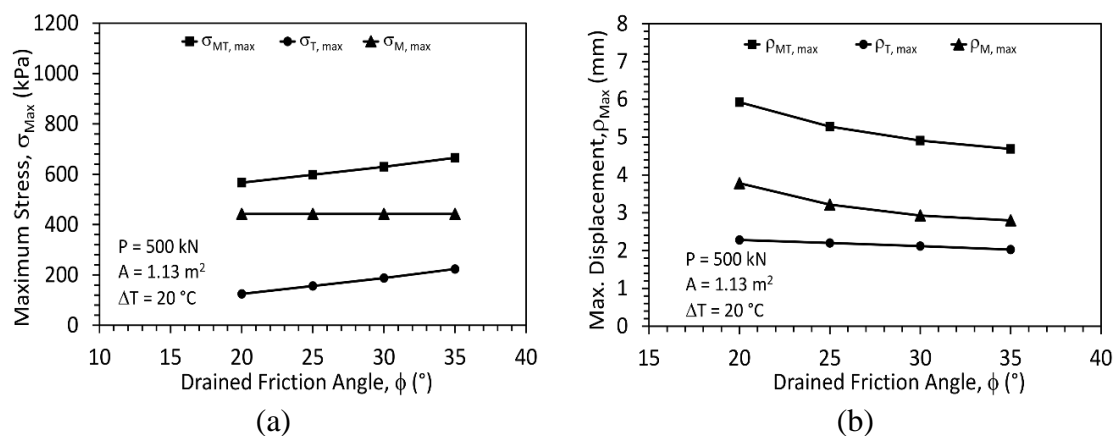 Maximum Stress, σMax (kPa)
1200
1000
800
600
400
200
0
σMT, max
σT, max
σM, max
P = 500 kN
A = 1.13 m²
ΔT = 20 °C
10 15 20 25 30 35 40
Drained Friction Angle, ϕ (°)
(a)
Max. Displacement,ρMax (mm)
8
7
6
5
4
3
2
1
0
ρMT, max
ρT, max
ρM, max
P = 500 kN
A = 1.13 m²
ΔT = 20 °C
15 20 25 30 35 40
Drained Friction Angle, ϕ (°)
(b)